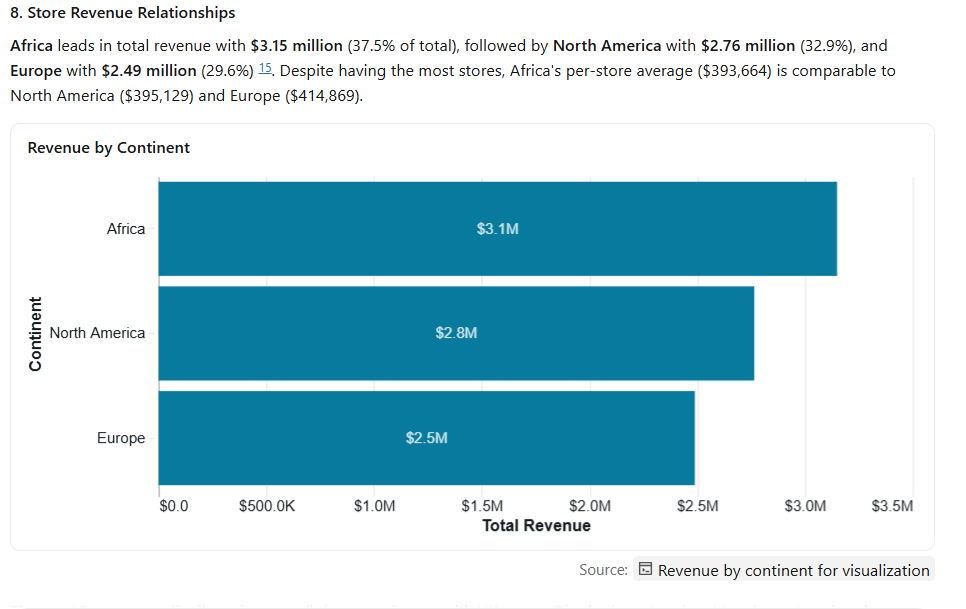 8. Store Revenue Relationships
Africa leads in total revenue with $3.15 million (37.5% of total), followed by North America with $2.76 million (32.9%), and
Europe with $2.49 million (29.6%) 15. Despite having the most stores, Africa's per-store average ($393,664) is comparable to
North America ($395,129) and Europe ($414,869).
Revenue by Continent
Continent
Africa
$3.1M
North America
$2.8M
Europe
$2.5M
$0.0 $500.0K $1.0M $1.5M $2.0M $2.5M $3.0M $3.5M
Total Revenue
Source: Revenue by continent for visualization